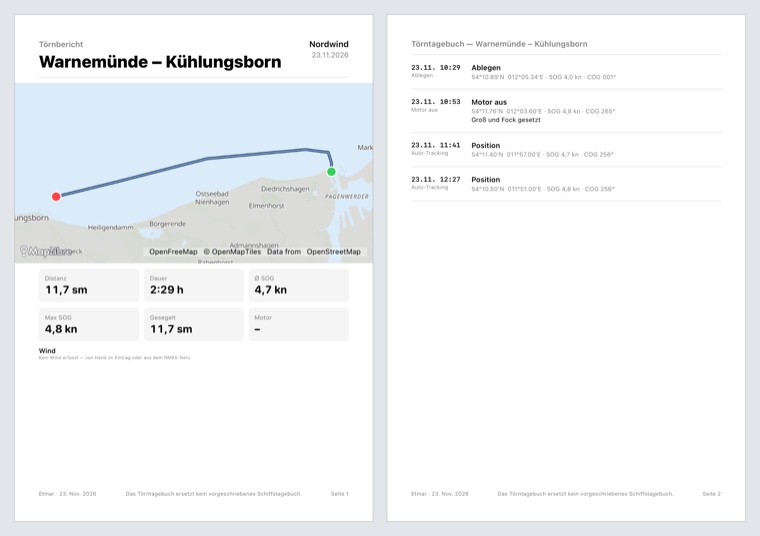 Törnbericht
Warnemünde – Kühlungsborn
Nordwind
23.11.2026
Mark
Diedrichshagen
Ostseebad
Nienhagen
Elmenhorst
PAGENWERDER
ungsborn
Heiligendamm
Börgerende
Admannshagen
Rabenhorst
MapLibre
OpenFreeMap © OpenMapTiles Data from OpenStreetMap
Distanz
11,7 sm
Dauer
2:29 h
Ø SOG
4,7 kn
Max SOG
4,8 kn
Gesegelt
11,7 sm
Motor
–
Wind
Kein Wind erfasst — von Hand im Eintrag oder aus dem NMEA-Netz.
Etmar · 23. Nov. 2026
Das Törntagebuch ersetzt kein vorgeschriebenes Schiffstagebuch.
Seite 1
Törntagebuch — Warnemünde – Kühlungsborn
23.11. 10:29 Ablegen
Ablegen 54°10.89'N 012°05.34'E · SOG 4,0 kn · COG 001°
23.11. 10:53 Motor aus
Motor aus 54°11.76'N 012°03.60'E · SOG 4,8 kn · COG 265°
Groß und Fock gesetzt
23.11. 11:41 Position
Auto-Tracking 54°11.40'N 011°57.00'E · SOG 4,7 kn · COG 256°
23.11. 12:27 Position
Auto-Tracking 54°10.50'N 011°51.00'E · SOG 4,8 kn · COG 256°
Etmar · 23. Nov. 2026
Das Törntagebuch ersetzt kein vorgeschriebenes Schiffstagebuch.
Seite 2